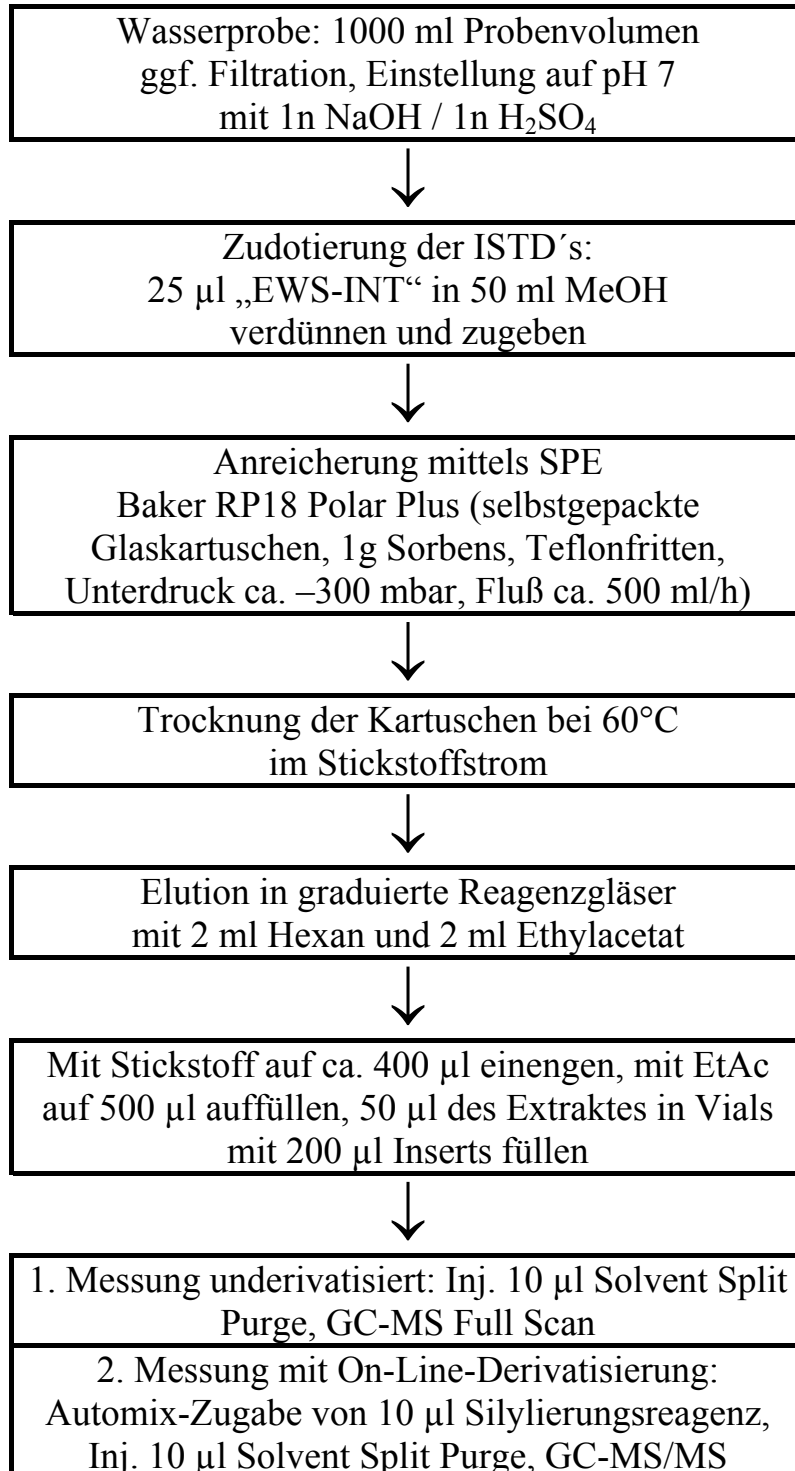 Wasserprobe: 1000 ml Probenvolumen
ggf. Filtration, Einstellung auf pH 7
mit 1n NaOH / 1n H₂SO₄
Zudotierung der ISTD´s:
25 µl „EWS-INT“ in 50 ml MeOH
verdünnen und zugeben
Anreicherung mittels SPE
Baker RP18 Polar Plus (selbstgepackte
Glaskartuschen, 1g Sorbens, Teflonfritten,
Unterdruck ca. –300 mbar, Fluß ca. 500 ml/h)
Trocknung der Kartuschen bei 60°C
im Stickstoffstrom
Elution in graduierte Reagenzgläser
mit 2 ml Hexan und 2 ml Ethylacetat
Mit Stickstoff auf ca. 400 µl einengen, mit EtAc
auf 500 µl auffüllen, 50 µl des Extraktes in Vials
mit 200 µl Inserts füllen
1. Messung underivatisiert: Inj. 10 µl Solvent Split
Purge, GC-MS Full Scan
2. Messung mit On-Line-Derivatisierung:
Automix-Zugabe von 10 µl Silylierungsreagenz,
Inj. 10 µl Solvent Split Purge, GC-MS/MS